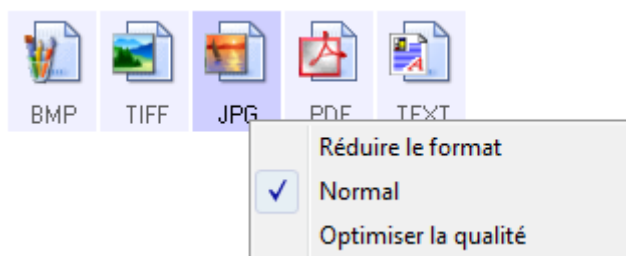 BMP TIFF JPG PDF TEXT
Réduire le format
Normal
Optimiser la qualité